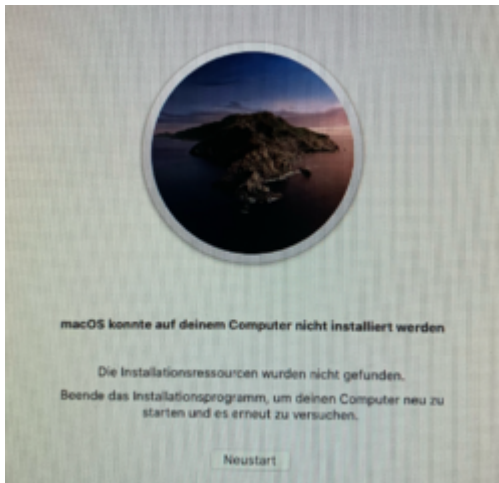 macOS konnte auf deinem Computer nicht installiert werden
Die Installationsressourcen wurden nicht gefunden.
Beende das Installationsprogramm, um deinen Computer neu zu
starten und es erneut zu versuchen.
Neustart